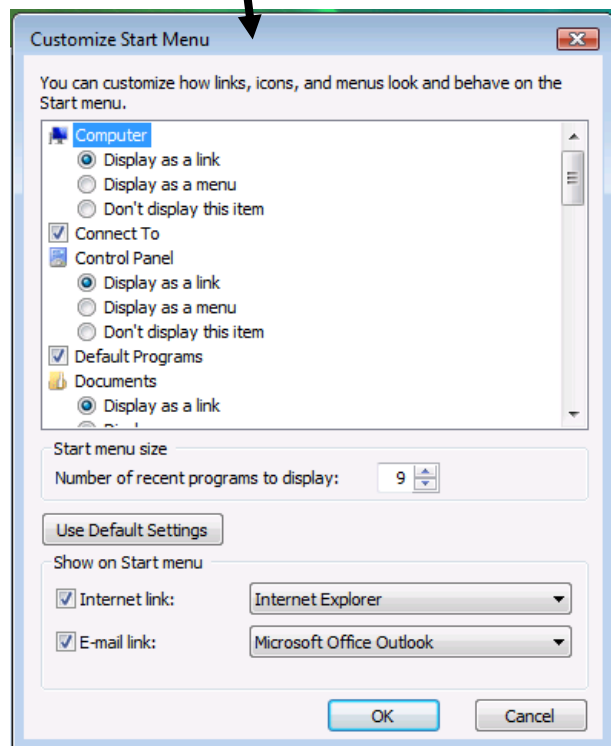 Customize Start Menu
You can customize how links, icons, and menus look and behave on the
Start menu.
Computer
Display as a link
Display as a menu
Don't display this item
Connect To
Control Panel
Display as a link
Display as a menu
Don't display this item
Default Programs
Documents
Display as a link
Start menu size
Number of recent programs to display: 9
Use Default Settings
Show on Start menu
Internet link: Internet Explorer
E-mail link: Microsoft Office Outlook
OK Cancel